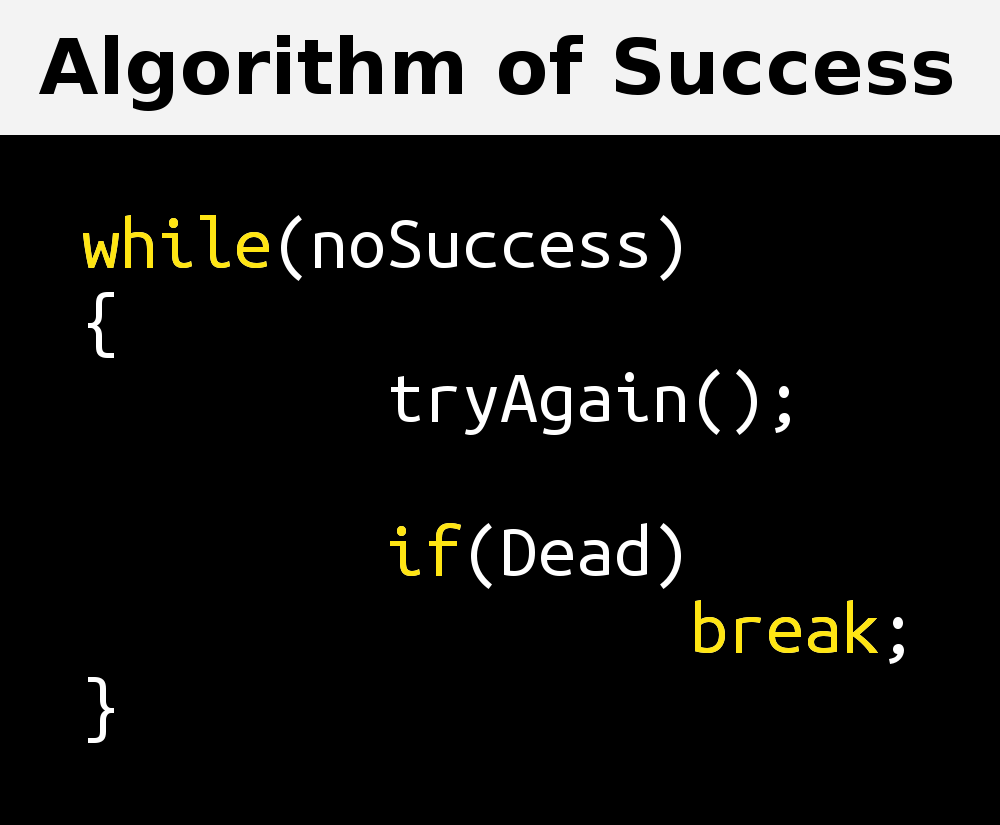 Algorithm of Success
while(noSuccess)
{
tryAgain();
if(Dead)
break;
}